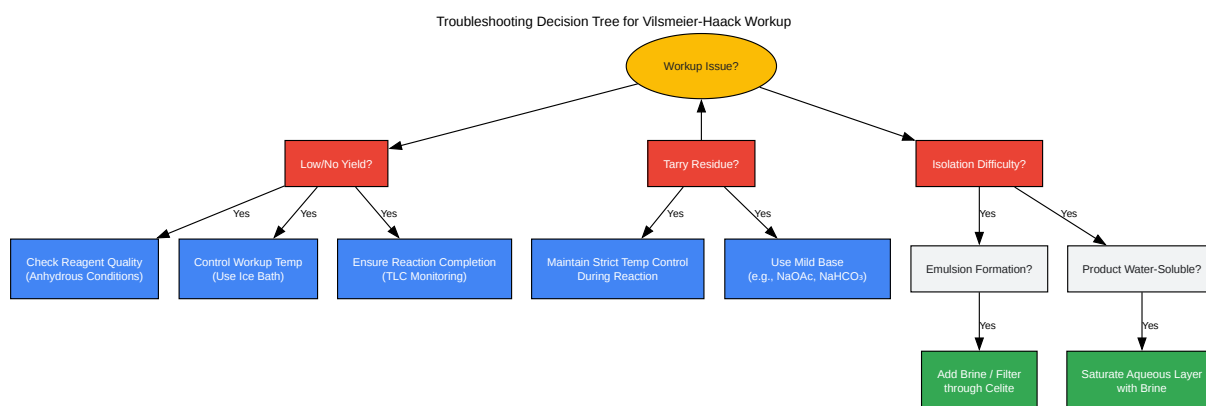 Troubleshooting Decision Tree for Vilsmeier-Haack Workup
Workup Issue?
Low/No Yield?
Tarry Residue?
Isolation Difficulty?
Yes
Yes
Yes
Yes
Yes
Yes
Yes
Check Reagent Quality
(Anhydrous Conditions)
Control Workup Temp
(Use Ice Bath)
Ensure Reaction Completion
(TLC Monitoring)
Maintain Strict Temp Control
During Reaction
Use Mild Base
(e.g., NaOAc, NaHCO₃)
Emulsion Formation?
Product Water-Soluble?
Yes
Yes
Add Brine / Filter
through Celite
Saturate Aqueous Layer
with Brine